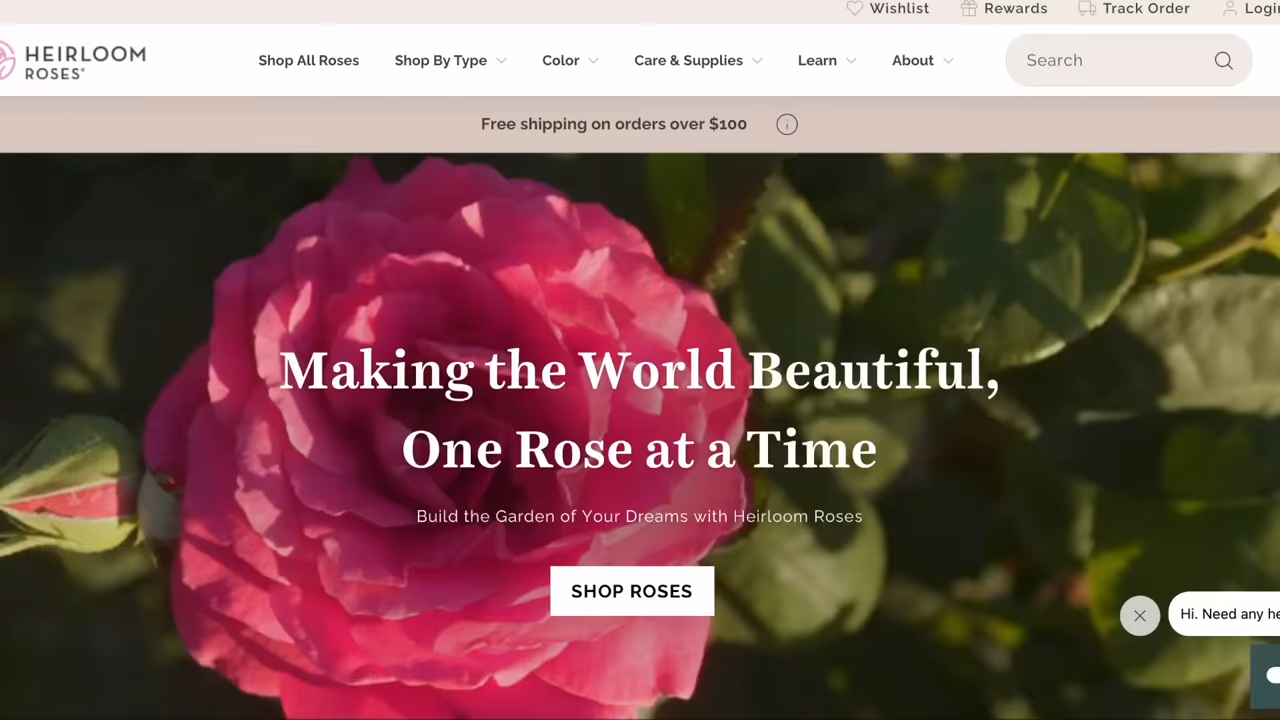 Wishlist Rewards Track Order
HEIRLOOM
ROSES
Shop All Roses Shop By Type Color Care & Supplies Learn About Search
Free shipping on orders over $100
Making the World Beautiful,
One Rose at a Time
Build the Garden of Your Dreams with Heirloom Roses
SHOP ROSES
Hi. Need any